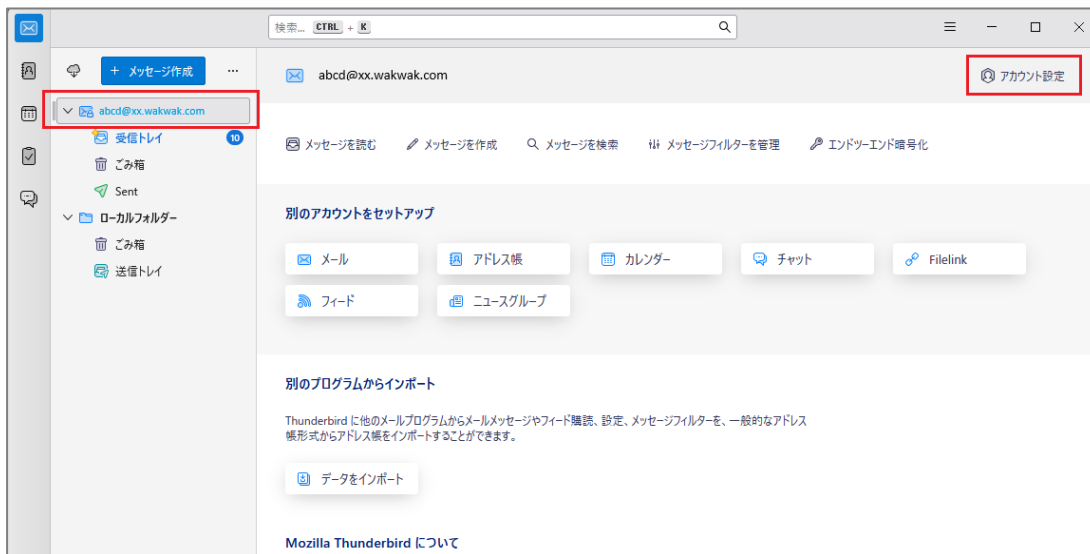 検索... CTRL + K
+ メッセージ作成 ...
abcd@xx.wakwak.com
受信トレイ 10
ごみ箱
Sent
ローカルフォルダー
ごみ箱
送信トレイ
abcd@xx.wakwak.com
アカウント設定
メッセージを読む メッセージを作成 メッセージを検索 メッセージフィルターを管理 エンドツーエンド暗号化
別のアカウントをセットアップ
メール アドレス帳 カレンダー チャット Filelink
フィード ニュースグループ
別のプログラムからインポート
Thunderbird に他のメールプログラムからメールメッセージやフィード購読、設定、メッセージフィルターを、一般的なアドレス
帳形式からアドレス帳をインポートすることができます。
データをインポート
Mozilla Thunderbird について